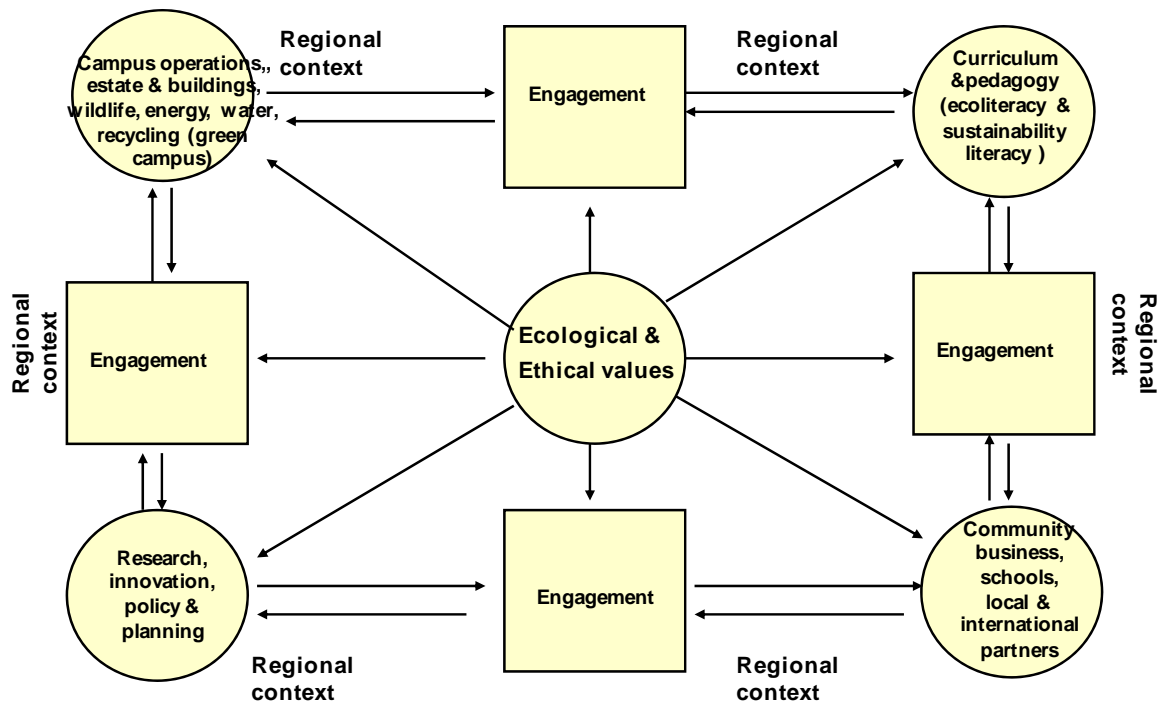 Campus operations,,
estate & buildings,
wildlife, energy, water,
recycling (green
campus)
Regional
context
Engagement
Regional
context
Curriculum
&pedagogy
(ecoliteracy &
sustainability
literacy )
Regional
context
Engagement
Ecological &
Ethical values
Engagement
Regional
context
Research,
innovation,
policy &
planning
Regional
context
Engagement
Regional
context
Community
business,
schools,
local &
international
partners